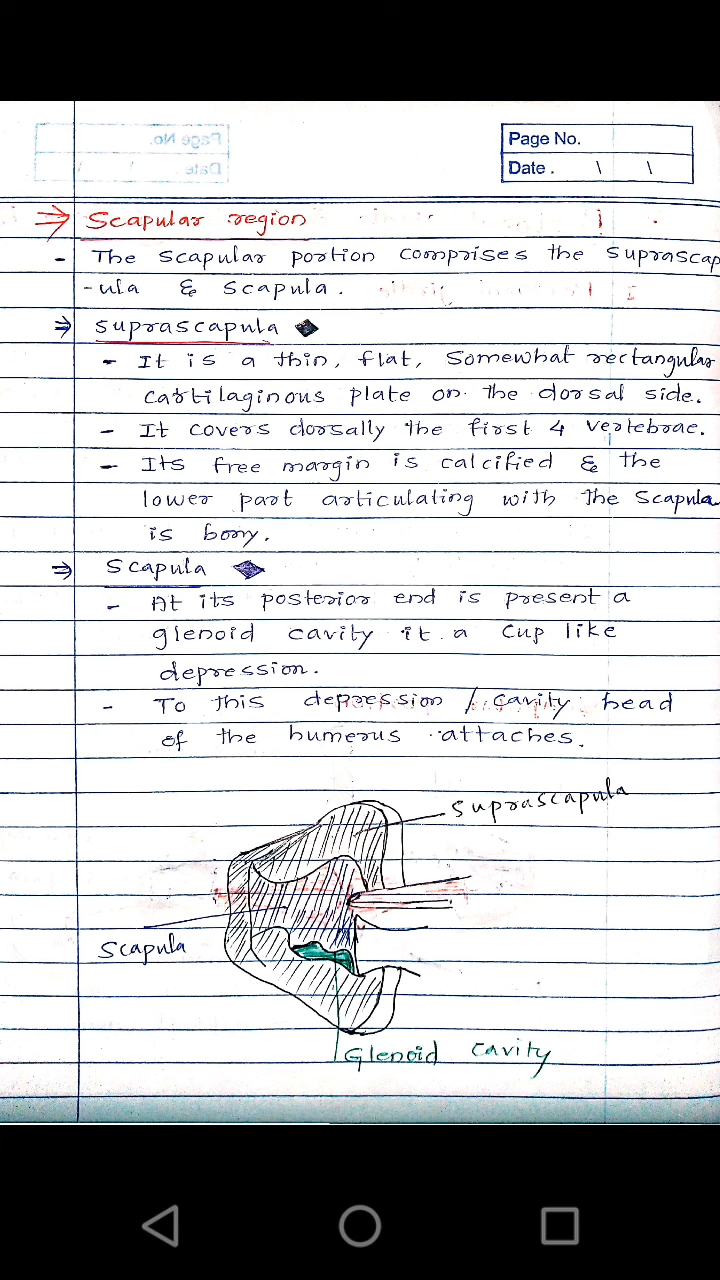 Page No.
Date . \ \
⇒ Scapular region
- The scapular portion comprises the suprascap
-ula & scapula.
⇒ suprascapula ◆
- It is a thin, flat, somewhat rectangular
cartilaginous plate on the dorsal side.
- It covers dorsally the first 4 vertebrae.
- Its free margin is calcified & the
lower part articulating with the scapula
is bony.
⇒ scapula ◆
- At its posterior end is present a
glenoid cavity it a cup like
depression.
- To this depression / cavity head
of the humerus attaches.
suprascapula
scapula
Glenoid cavity